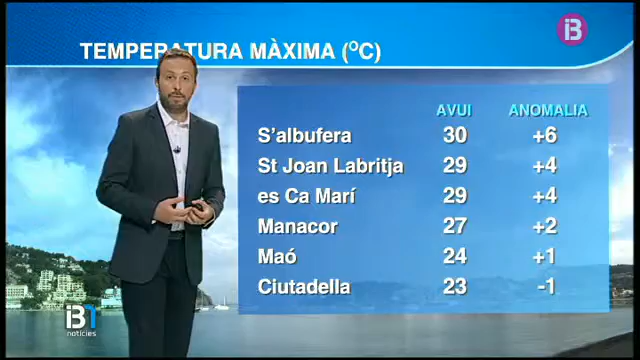 TEMPERATURA MÀXIMA (ºC)
IB
AVUI ANOMALIA
S'albufera 30 +6
St Joan Labritja 29 +4
es Ca Marí 29 +4
Manacor 27 +2
Maó 24 +1
Ciutadella 23 -1
IB
notícies